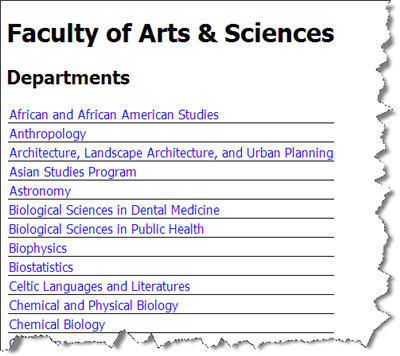 Faculty of Arts & Sciences
Departments
African and African American Studies
Anthropology
Architecture, Landscape Architecture, and Urban Planning
Asian Studies Program
Astronomy
Biological Sciences in Dental Medicine
Biological Sciences in Public Health
Biophysics
Biostatistics
Celtic Languages and Literatures
Chemical and Physical Biology
Chemical Biology